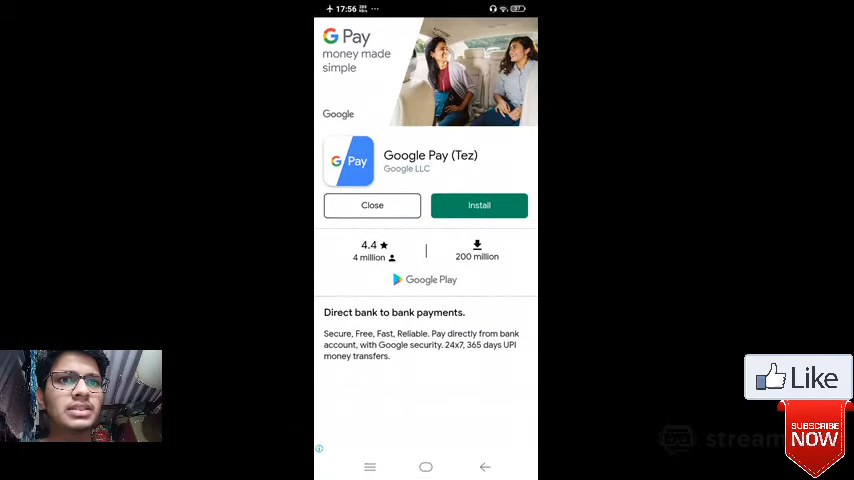 17:56
G Pay
money made
simple
Google
G Pay
Google Pay (Tez)
Google LLC
Close
Install
4.4
4 million
200 million
Google Play
Direct bank to bank payments.
Secure, Free, Fast, Reliable. Pay directly from bank
account, with Google security. 24x7, 365 days UPI
money transfers.
Like
SUBSCRIBE
NOW
stream